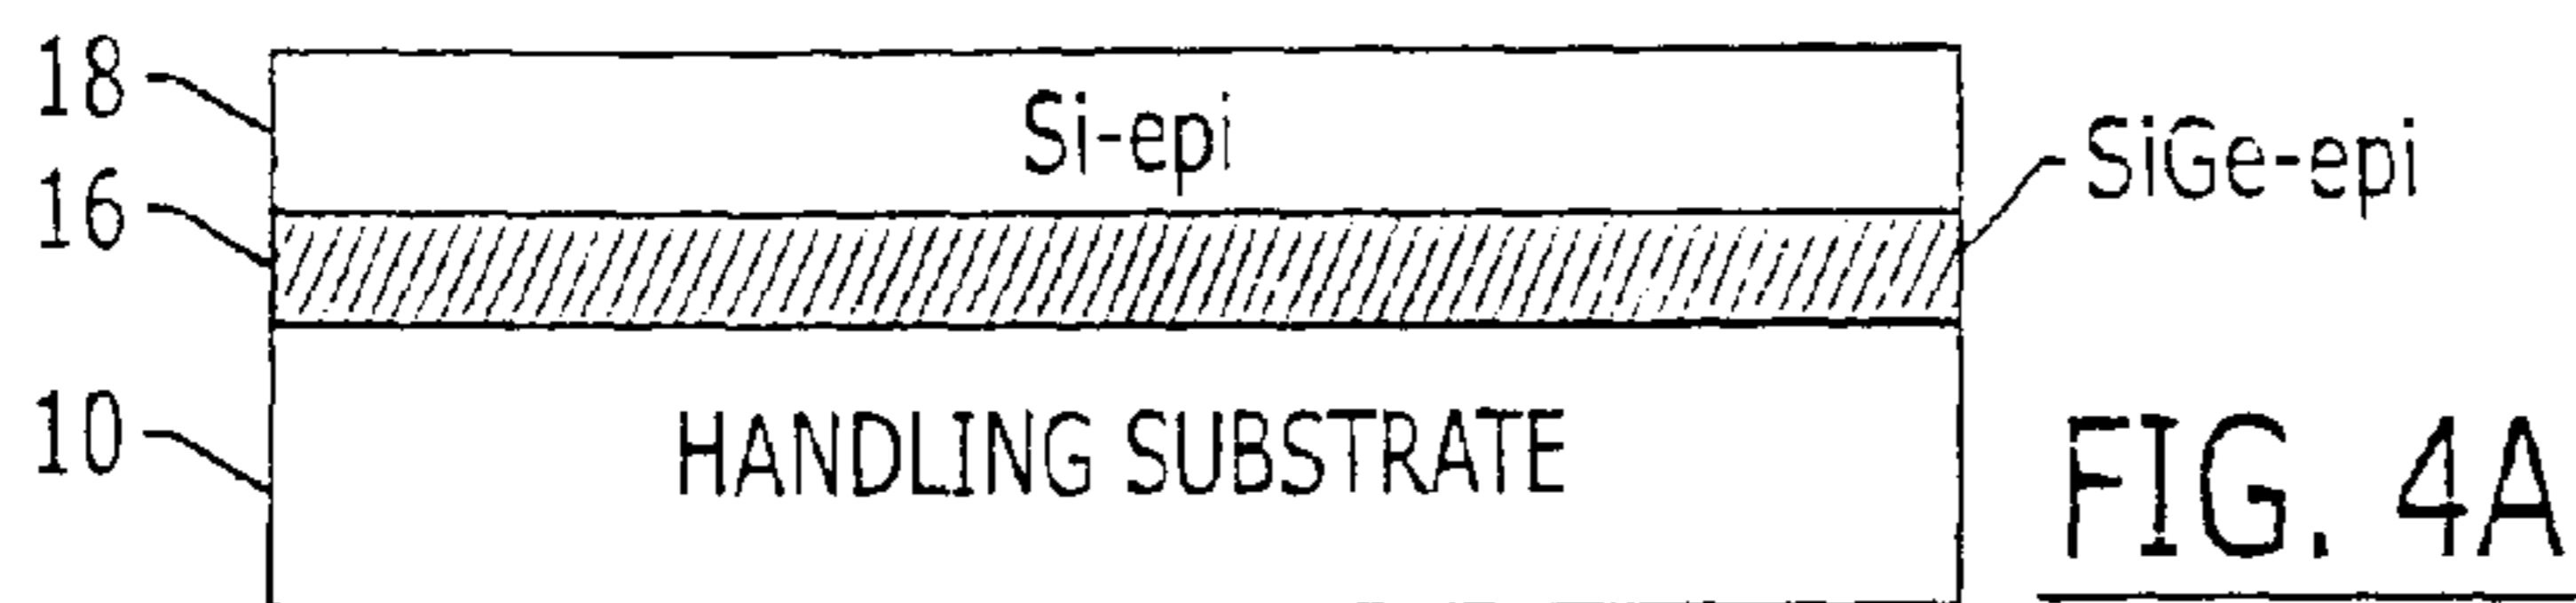 18
Si-epi
SiGe-epi
16
10
HANDLING SUBSTRATE
FIG. 4A